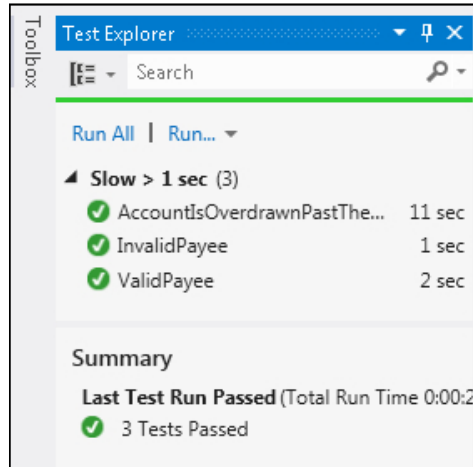 Toolbox
Test Explorer
Search
Run All | Run...
Slow > 1 sec (3)
AccountIsOverdrawnPastThe... 11 sec
InvalidPayee 1 sec
ValidPayee 2 sec
Summary
Last Test Run Passed (Total Run Time 0:00:2
3 Tests Passed